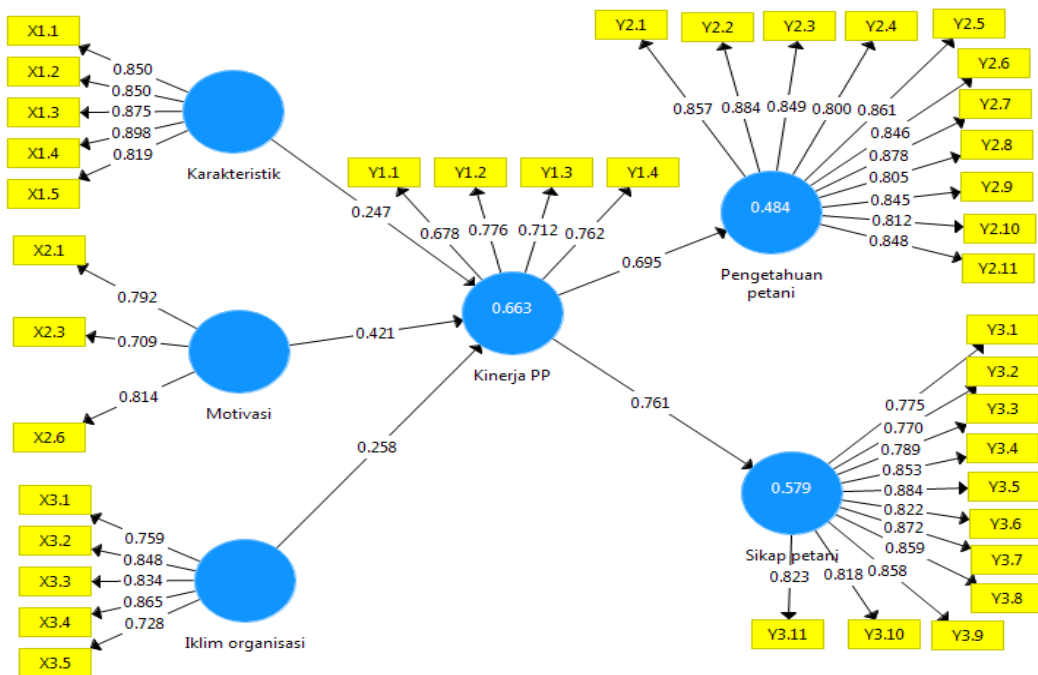 X1.1
X1.2
X1.3
X1.4
X1.5
0.850
0.850
0.875
0.898
0.819
Karakteristik
0.247
X2.1
X2.3
X2.6
0.792
0.709
0.814
Motivasi
0.421
X3.1
X3.2
X3.3
X3.4
X3.5
0.759
0.848
0.834
0.865
0.728
Iklim organisasi
0.258
Y1.1
Y1.2
Y1.3
Y1.4
0.678
0.776
0.712
0.762
0.663
Kinerja PP
0.695
0.761
Y2.1
Y2.2
Y2.3
Y2.4
Y2.5
Y2.6
Y2.7
Y2.8
Y2.9
Y2.10
Y2.11
0.857
0.884
0.849
0.800
0.861
0.846
0.878
0.805
0.845
0.812
0.848
0.484
Pengetahuan
petani
Y3.1
Y3.2
Y3.3
Y3.4
Y3.5
Y3.6
Y3.7
Y3.8
Y3.9
Y3.10
Y3.11
0.775
0.770
0.789
0.853
0.884
0.822
0.872
0.859
0.858
0.818
0.823
0.579
Sikap petani